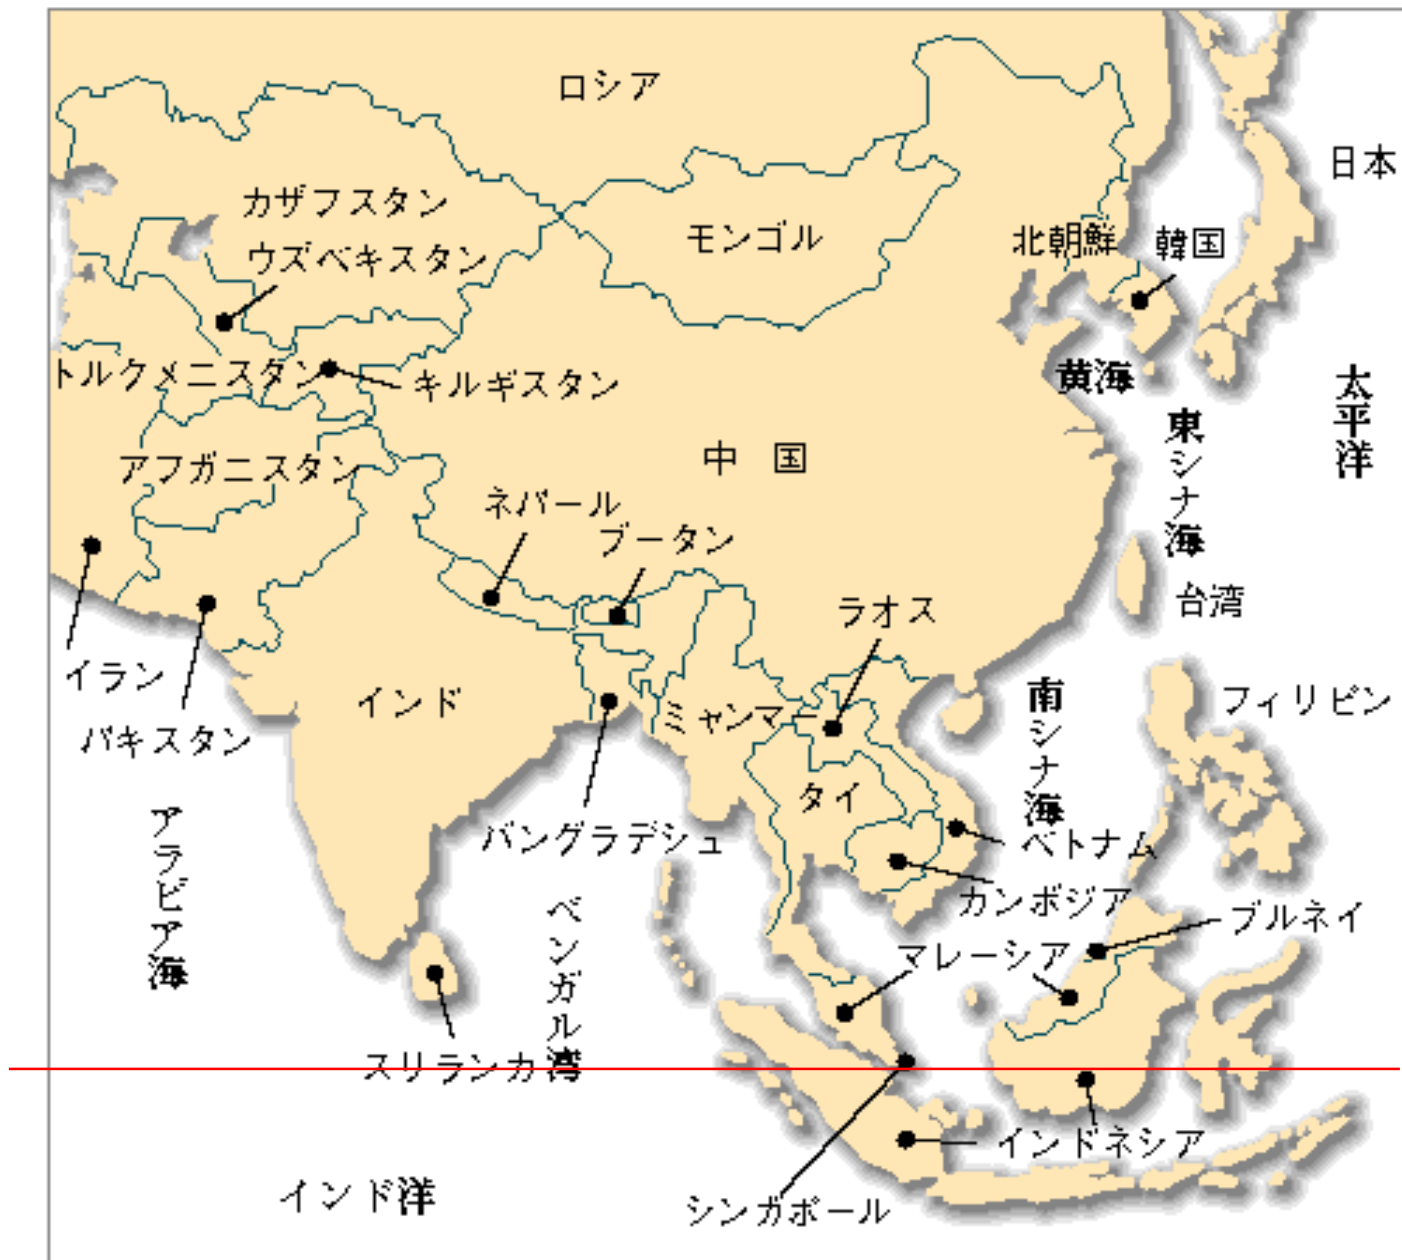 ロシア
日本
カザフスタン
モンゴル
北朝鮮
韓国
ウズベキスタン
トルクメニスタン
キルギスタン
黄海
太平洋
東シナ海
中国
アフガニスタン
ネパール
ブータン
ラオス
台湾
イラン
インド
ミャンマー
南シナ海
フィリピン
パキスタン
タイ
アラビア海
バングラデシュ
ベトナム
カンボジア
ベンガル湾
ブルネイ
マレーシア
スリランカ
インドネシア
インド洋
シンガポール